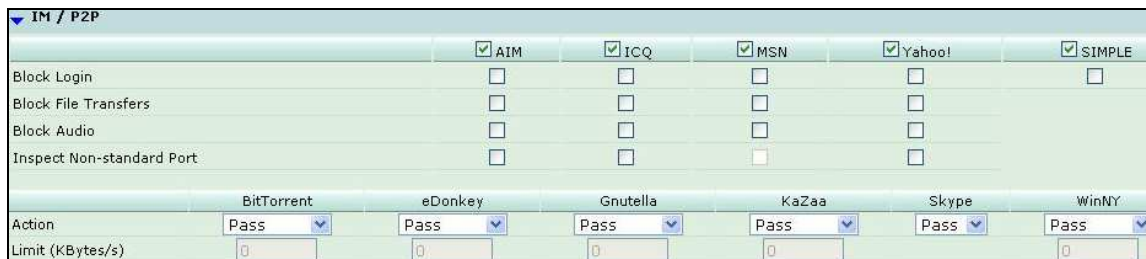 IM / P2P
AIM ICQ MSN Yahoo! SIMPLE
Block Login
Block File Transfers
Block Audio
Inspect Non-standard Port
BitTorrent eDonkey Gnutella KaZaa Skype WinNY
Action Pass Pass Pass Pass Pass Pass
Limit (KBytes/s) 0 0 0 0 0